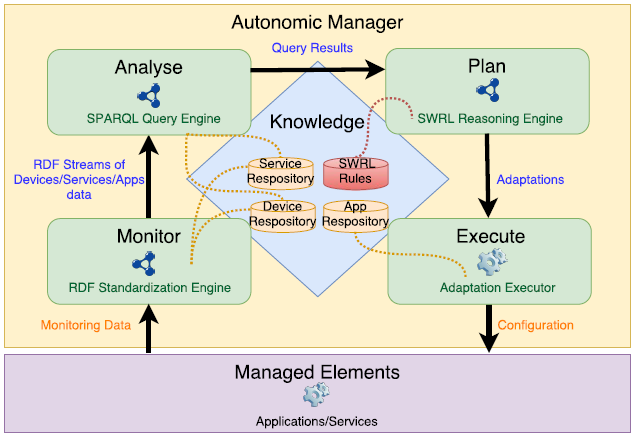 Autonomic Manager
Query Results
Analyse
SPARQL Query Engine
Plan
SWRL Reasoning Engine
Knowledge
Service
Respository
SWRL
Rules
Device
Respository
App
Respository
RDF Streams of
Devices/Services/Apps
data
Adaptations
Monitor
RDF Standardization Engine
Execute
Adaptation Executor
Monitoring Data
Configuration
Managed Elements
Applications/Services